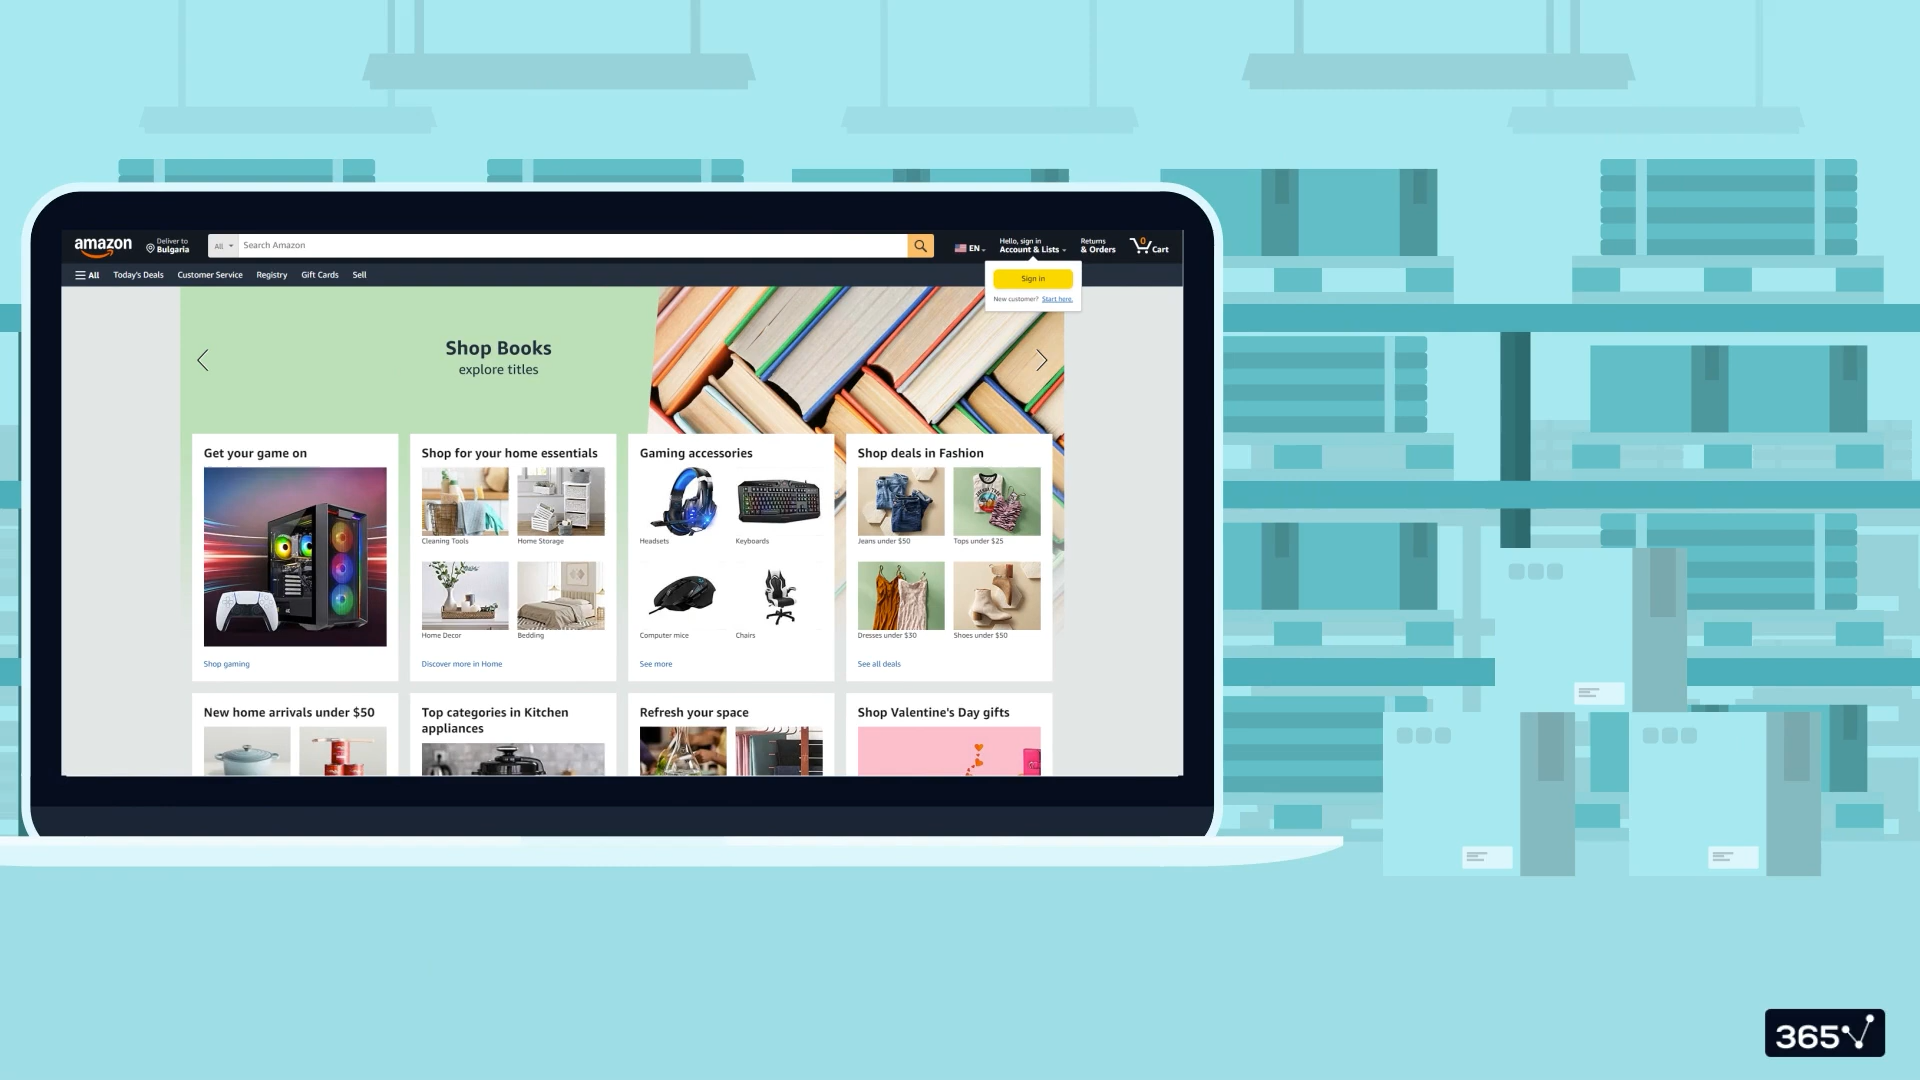 amazon
Deliver to
Bulgaria
All
Search Amazon
EN
Hello, sign in
Account & Lists
Returns
& Orders
0
Cart
All
Today's Deals
Customer Service
Registry
Gift Cards
Sell
Sign in
New customer? Start here.
Shop Books
explore titles
Get your game on
Shop gaming
Shop for your home essentials
Cleaning Tools
Home Storage
Home Decor
Bedding
Discover more in Home
Gaming accessories
Headsets
Keyboards
Computer mice
Chairs
See more
Shop deals in Fashion
Jeans under $50
Tops under $25
Dresses under $30
Shoes under $50
See all deals
New home arrivals under $50
Top categories in Kitchen
appliances
Refresh your space
Shop Valentine's Day gifts
365